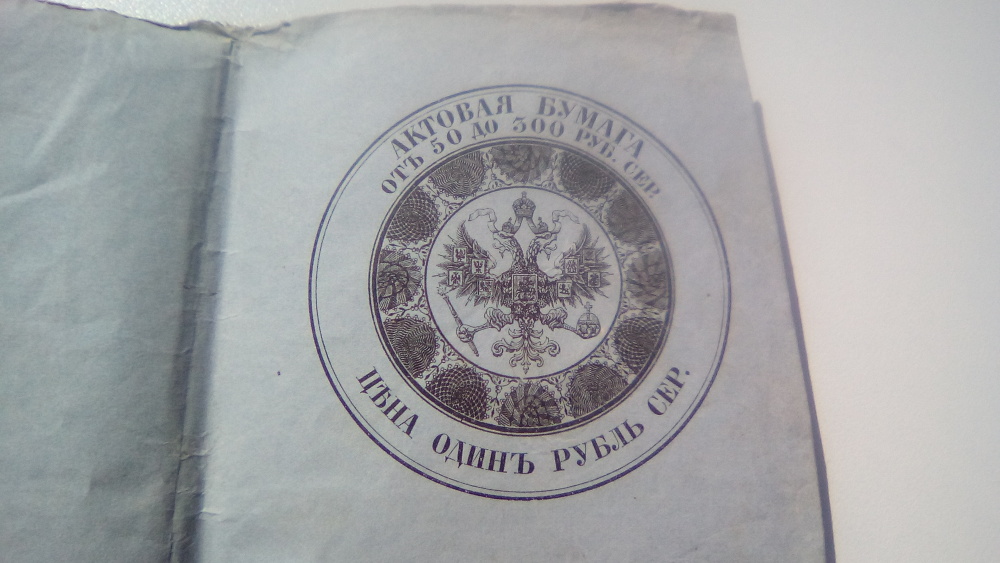 АКТОВАЯ БУМАГА
ОТЪ 50 ДО 300 РУБ. СЕР.
ЦѢНА ОДИНЪ РУБЛЬ СЕР.